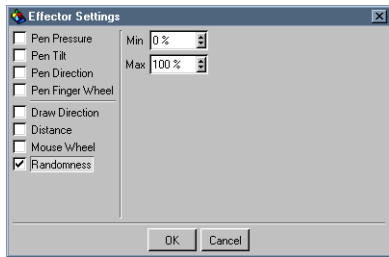 Effector Settings
Pen Pressure
Pen Tilt
Pen Direction
Pen Finger Wheel
Draw Direction
Distance
Mouse Wheel
Randomness
Min 0 %
Max 100 %
OK Cancel